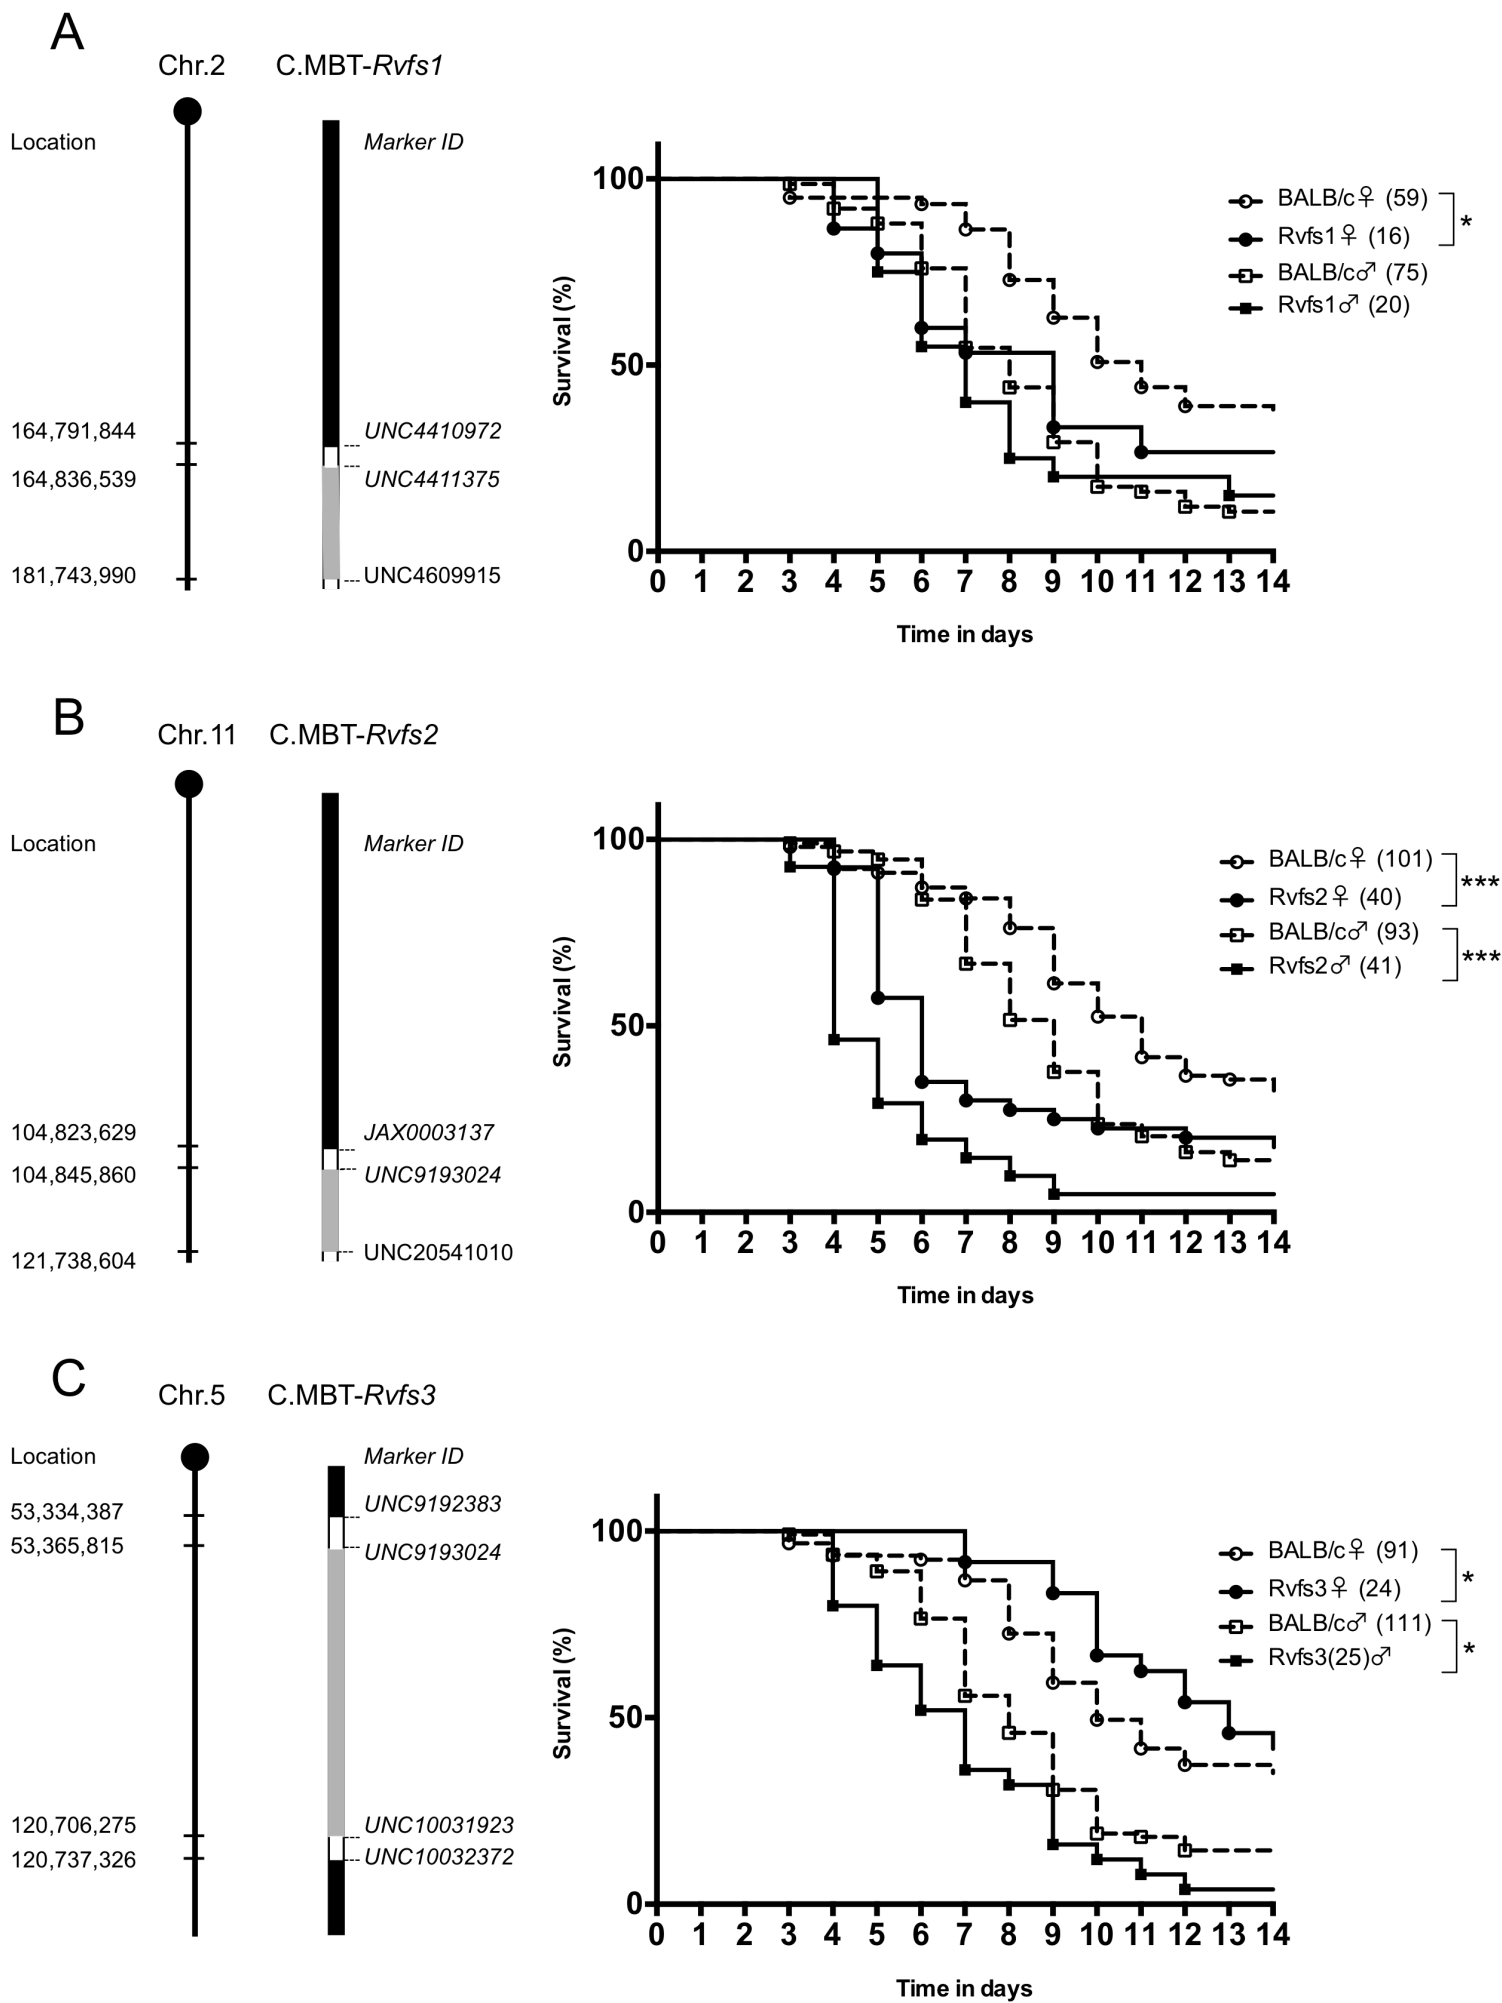 A
Chr.2 C.MBT-Rvfs1
Location Marker ID
164,791,844 UNC4410972
164,836,539 UNC4411375
181,743,990 UNC4609915
Survival (%)
100
50
0
0 1 2 3 4 5 6 7 8 9 10 11 12 13 14
Time in days
BALB/c♀ (59)
Rvfs1♀ (16)
*
BALB/c♂ (75)
Rvfs1♂ (20)
B
Chr.11 C.MBT-Rvfs2
Location Marker ID
104,823,629 JAX0003137
104,845,860 UNC9193024
121,738,604 UNC20541010
Survival (%)
100
50
0
0 1 2 3 4 5 6 7 8 9 10 11 12 13 14
Time in days
BALB/c♀ (101)
Rvfs2♀ (40)
***
BALB/c♂ (93)
Rvfs2♂ (41)
***
C
Chr.5 C.MBT-Rvfs3
Location Marker ID
53,334,387 UNC9192383
53,365,815 UNC9193024
120,706,275 UNC10031923
120,737,326 UNC10032372
Survival (%)
100
50
0
0 1 2 3 4 5 6 7 8 9 10 11 12 13 14
Time in days
BALB/c♀ (91)
Rvfs3♀ (24)
*
BALB/c♂ (111)
Rvfs3(25)♂
*